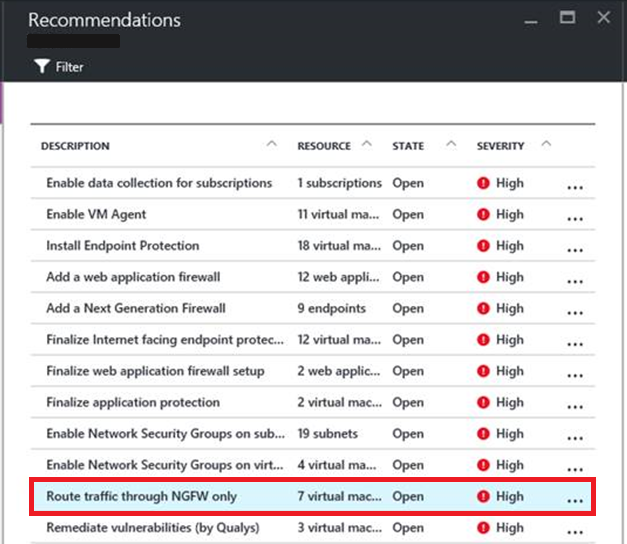 Recommendations
Filter
DESCRIPTION RESOURCE STATE SEVERITY
Enable data collection for subscriptions 1 subscriptions Open High ...
Enable VM Agent 11 virtual ma... Open High ...
Install Endpoint Protection 18 virtual ma... Open High ...
Add a web application firewall 12 web appli... Open High ...
Add a Next Generation Firewall 9 endpoints Open High ...
Finalize Internet facing endpoint protec... 12 virtual ma... Open High ...
Finalize web application firewall setup 2 web applic... Open High ...
Finalize application protection 2 virtual mac... Open High ...
Enable Network Security Groups on sub... 19 subnets Open High ...
Enable Network Security Groups on virt... 4 virtual ma... Open High ...
Route traffic through NGFW only 7 virtual mac... Open High ...
Remediate vulnerabilities (by Qualys) 3 virtual mac... Open High ...